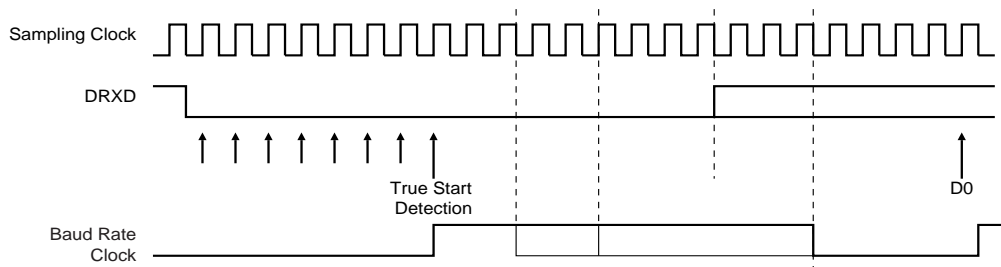 Sampling Clock
DRXD
True Start
Detection
D0
Baud Rate
Clock